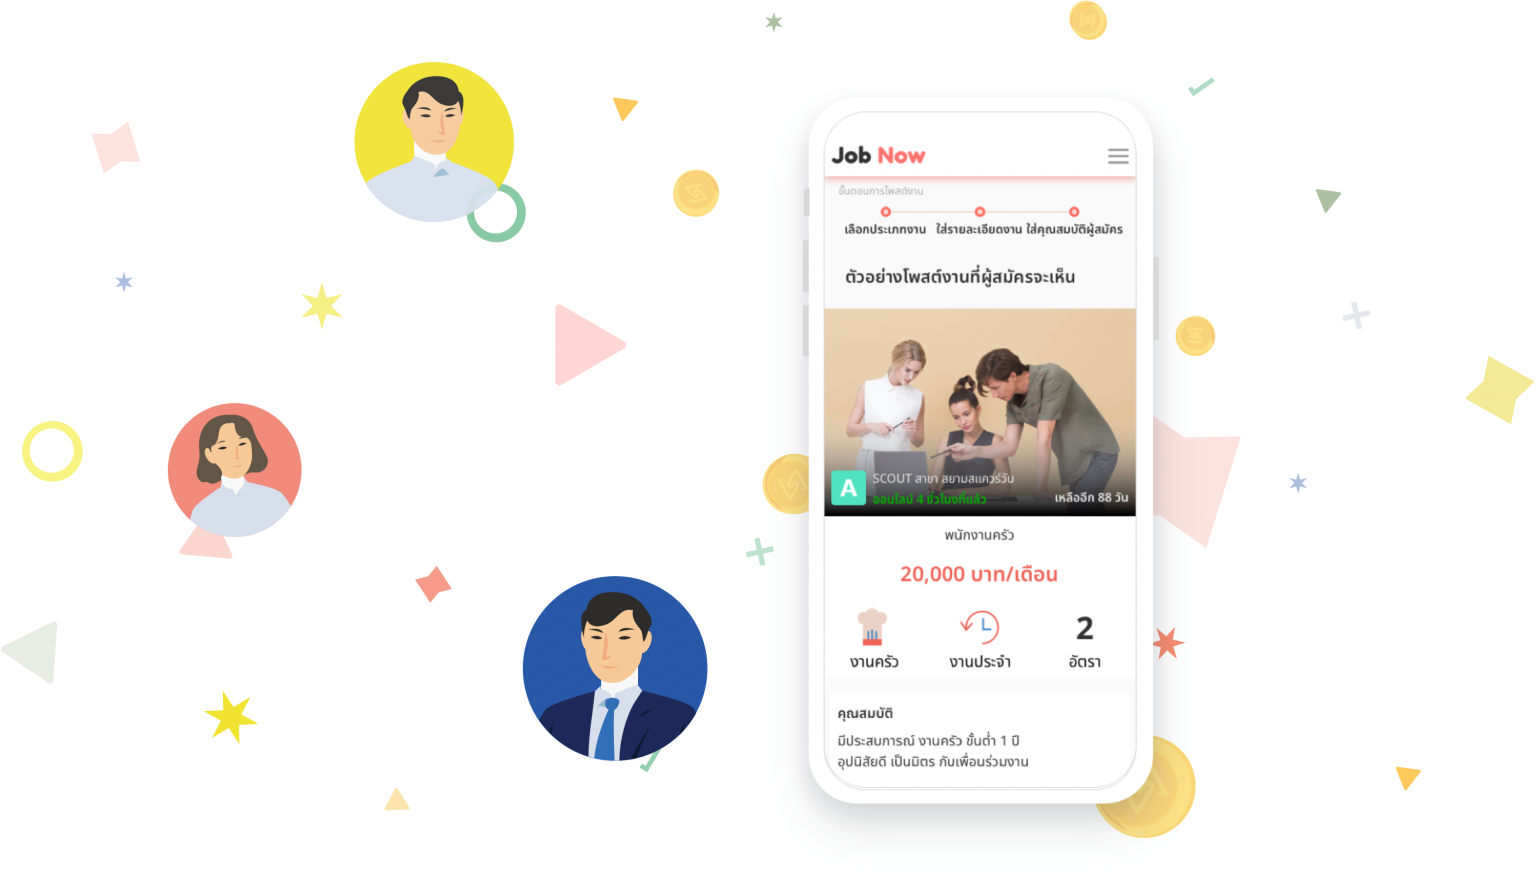 Job Now
ขั้นตอนการโพสต์งาน
เลือกประเภทงาน ใส่รายละเอียดงาน ใส่คุณสมบัติผู้สมัคร
ตัวอย่างโพสต์งานที่ผู้สมัครจะเห็น
A
SCOUT สาขา สยามสแควร์วัน
ออนไลน์ 4 ชั่วโมงที่แล้ว
เหลืออีก 88 วัน
พนักงานครัว
20,000 บาท/เดือน
2
งานครัว งานประจำ อัตรา
คุณสมบัติ
มีประสบการณ์ งานครัว ขั้นต่ำ 1 ปี
อุปนิสัยดี เป็นมิตร กับเพื่อนร่วมงาน